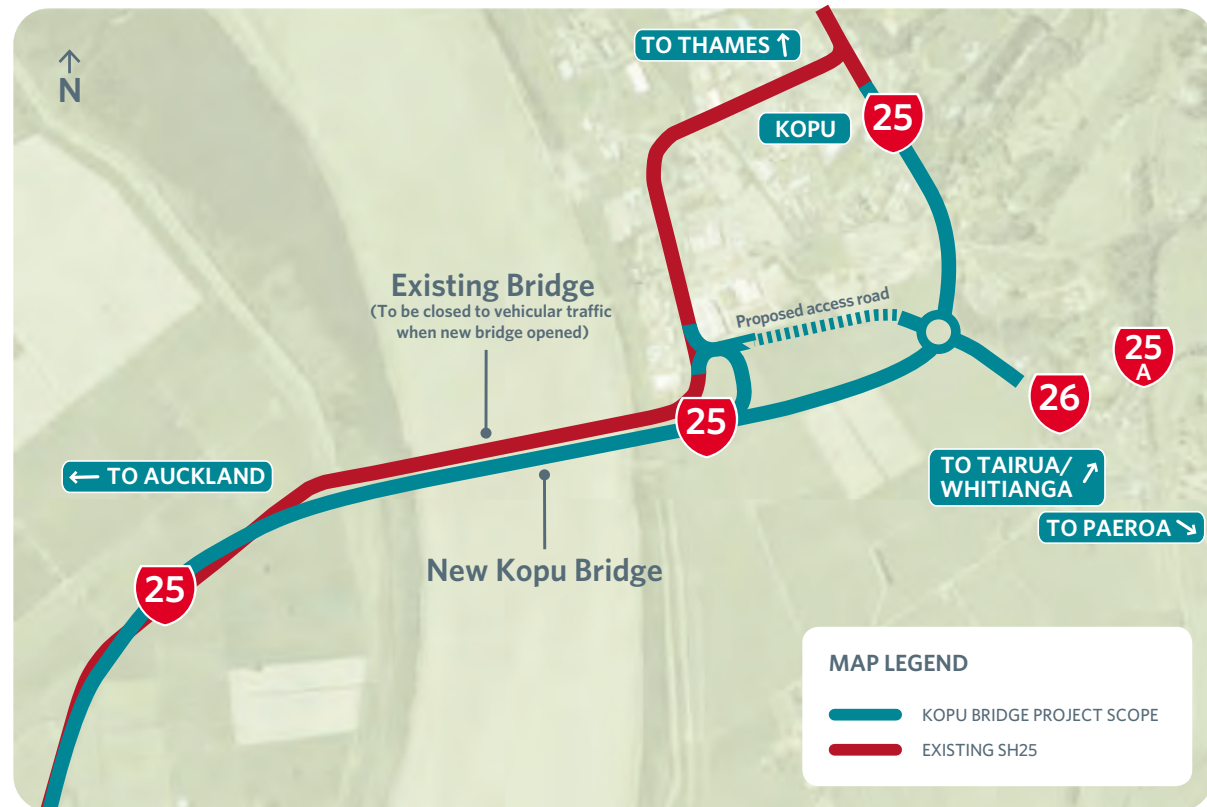 N
TO THAMES ↑
KOPU
25
Existing Bridge
(To be closed to vehicular traffic
when new bridge opened)
Proposed access road
25
A
26
25
← TO AUCKLAND
TO TAIRUA/
WHITIANGA ↗
TO PAEROA ↘
New Kopu Bridge
25
MAP LEGEND
KOPU BRIDGE PROJECT SCOPE
EXISTING SH25